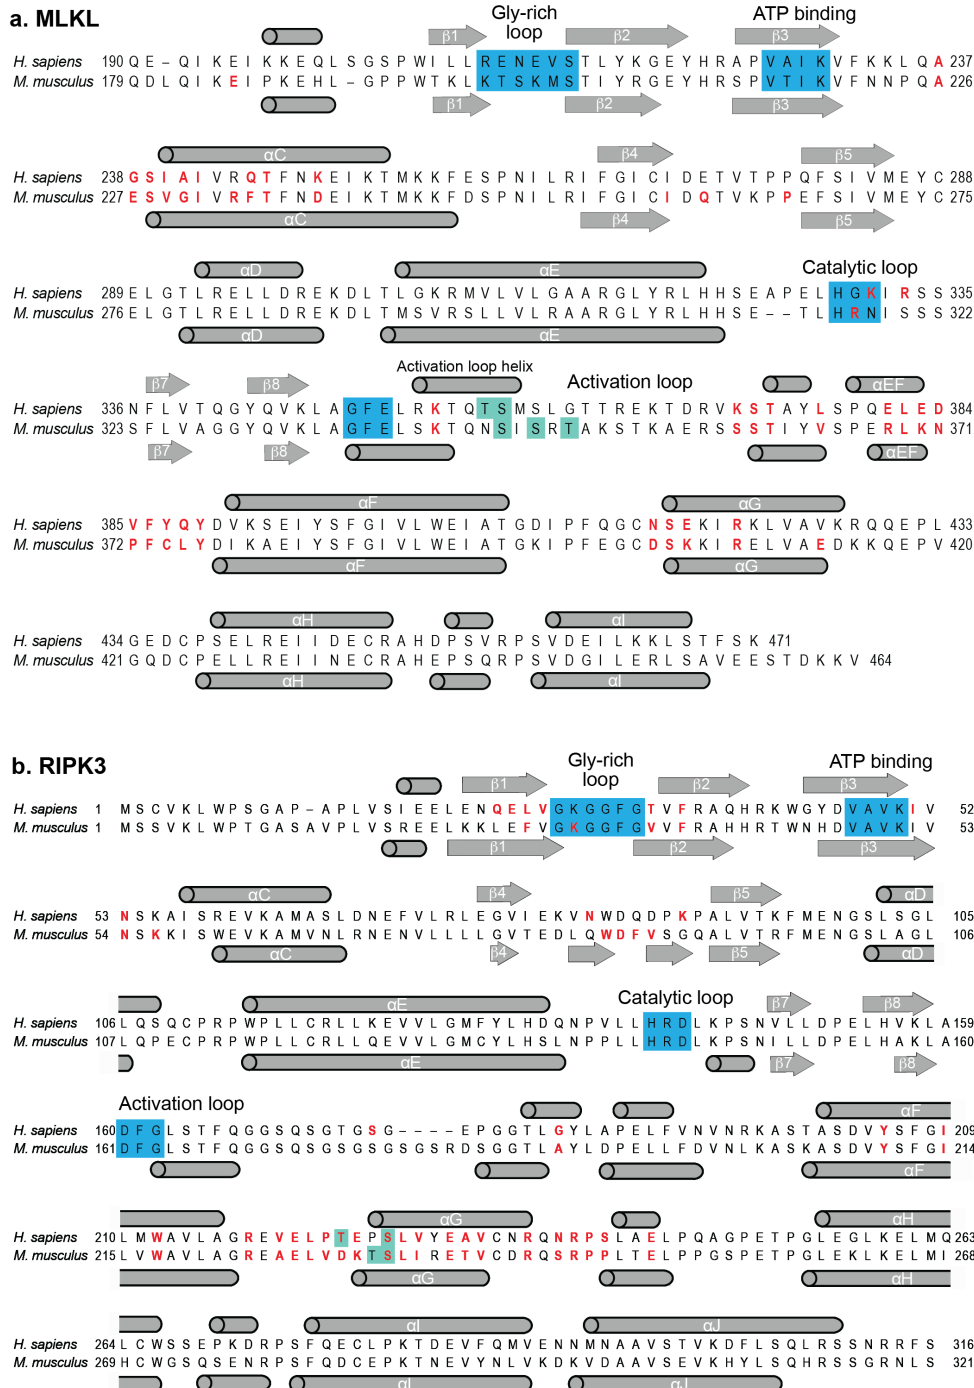 a. MLKL
Gly-rich loop
ATP binding
β1 β2 β3
H. sapiens 190 Q E – Q I K E I K K E Q L S G S P W I L L R E N E V S T L Y K G E Y H R A P V A I K V F K K L Q A 237
M. musculus 179 Q D L Q I K E I P K E H L – G P P W T K L K T S K M S T I Y R G E Y H R S P V T I K V F N N P Q A 226
β1 β2 β3
αC β4 β5
H. sapiens 238 G S I A I V R Q T F N K E I K T M K K F E S P N I L R I F G I C I D E T V T P P Q F S I V M E Y C 288
M. musculus 227 E S V G I V R F T F N D E I K T M K K F D S P N I L R I F G I C I D Q T V K P P E F S I V M E Y C 275
αC β4 β5
αD αE
Catalytic loop
H. sapiens 289 E L G T L R E L L D R E K D L T L G K R M V L V L G A A R G L Y R L H H S E A P E L H G K I R S S 335
M. musculus 276 E L G T L R E L L D R E K D L T M S V R S L L V L R A A R G L Y R L H H S E – – T L H R N I S S S 322
αD αE
β7 β8
Activation loop helix
Activation loop
αEF
H. sapiens 336 N F L V T Q G Y Q V K L A G F E L R K T Q T S M S L G T T R E K T D R V K S T A Y L S P Q E L E D 384
M. musculus 323 S F L V A G G Y Q V K L A G F E L S K T Q N S I S R T A K S T K A E R S S S T I Y V S P E R L K N 371
β7 β8 αEF
αF αG
H. sapiens 385 V F Y Q Y D V K S E I Y S F G I V L W E I A T G D I P F Q G C N S E K I R K L V A V K R Q Q E P L 433
M. musculus 372 P F C L Y D I K A E I Y S F G I V L W E I A T G K I P F E G C D S K K I R E L V A E D K K Q E P V 420
αF αG
αH αI
H. sapiens 434 G E D C P S E L R E I I D E C R A H D P S V R P S V D E I L K K L S T F S K 471
M. musculus 421 G Q D C P E L L R E I I N E C R A H E P S Q R P S V D G I L E R L S A V E E S T D K K V 464
αH αI
b. RIPK3
Gly-rich loop
ATP binding
β1 β2 β3
H. sapiens 1 M S C V K L W P S G A P – A P L V S I E E L E N Q E L V G K G G F G T V F R A Q H R K W G Y D V A V K I V 52
M. musculus 1 M S S V K L W P T G A S A V P L V S R E E L K K L E F V G K G G F G V V F R A H H R T W N H D V A V K I V 53
β1 β2 β3
αC β4 β5 αD
H. sapiens 53 N S K A I S R E V K A M A S L D N E F V L R L E G V I E K V N W D Q D P K P A L V T K F M E N G S L S G L 105
M. musculus 54 N S K K I S W E V K A M V N L R N E N V L L L L G V T E D L Q W D F V S G Q A L V T R F M E N G S L A G L 106
αC β4 β5 αD
αE
Catalytic loop
β7 β8
H. sapiens 106 L Q S Q C P R P W P L L C R L L K E V V L G M F Y L H D Q N P V L L H R D L K P S N V L L D P E L H V K L A 159
M. musculus 107 L Q P E C P R P W P L L C R L L Q E V V L G M C Y L H S L N P P L L H R D L K P S N I L L D P E L H A K L A 160
αE β7 β8
Activation loop
αF
H. sapiens 160 D F G L S T F Q G G S Q S G T G S G - - - - E P G G T L G Y L A P E L F V N V N R K A S T A S D V Y S F G I 209
M. musculus 161 D F G L S T F Q G G S Q S G S G S G S G S R D S G G T L A Y L D P E L L F D V N L K A S K A S D V Y S F G I 214
αF
αG αH
H. sapiens 210 L M W A V L A G R E V E L P T E P S L V Y E A V C N R Q N R P S L A E L P Q A G P E T P G L E G L K E L M Q 263
M. musculus 215 L V W A V L A G R E A E L V D K T S L I R E T V C D R Q S R P P L T E L P P G S P E T P G L E K L K E L M I 268
αG αH
αI αJ
H. sapiens 264 L C W S S E P K D R P S F Q E C L P K T D E V F Q M V E N N M N A A V S T V K D F L S Q L R S S N R R F S 316
M. musculus 269 H C W G S Q S E N R P S F Q D C E P K T N E V Y N L V K D K V D A A V S E V K H Y L S Q H R S S G R N L S 321
αI αJ